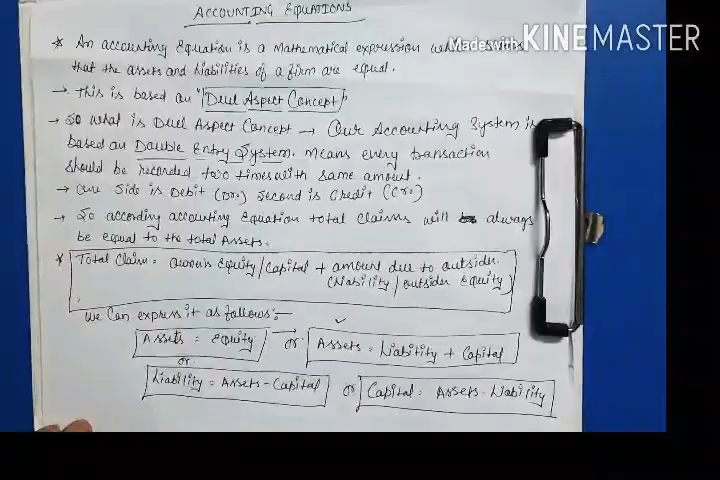 ACCOUNTING EQUATIONS
* An accounting Equation is a Mathematical expression which
Made with KINEMASTER
that the assets and liabilities of a firm are equal.
→ This is based on "Duel Aspect Concept"
→ So what is Duel Aspect Concept → Our Accounting System is
based on Double Entry System. Means every transaction
should be recorded two times with same amount.
→ One Side is Debit (Dr.) Second is Credit (Cr.)
→ So according accounting Equation total claims will always
be equal to the total Assets.
* Total Claim = owner's Equity/Capital + amount due to outsider.
(Liability/outsider Equity)
we can express it as follows:-
Assets = Equity → or Assets = Liability + Capital
or
Liability = Assets - Capital or Capital = Assets - Liability